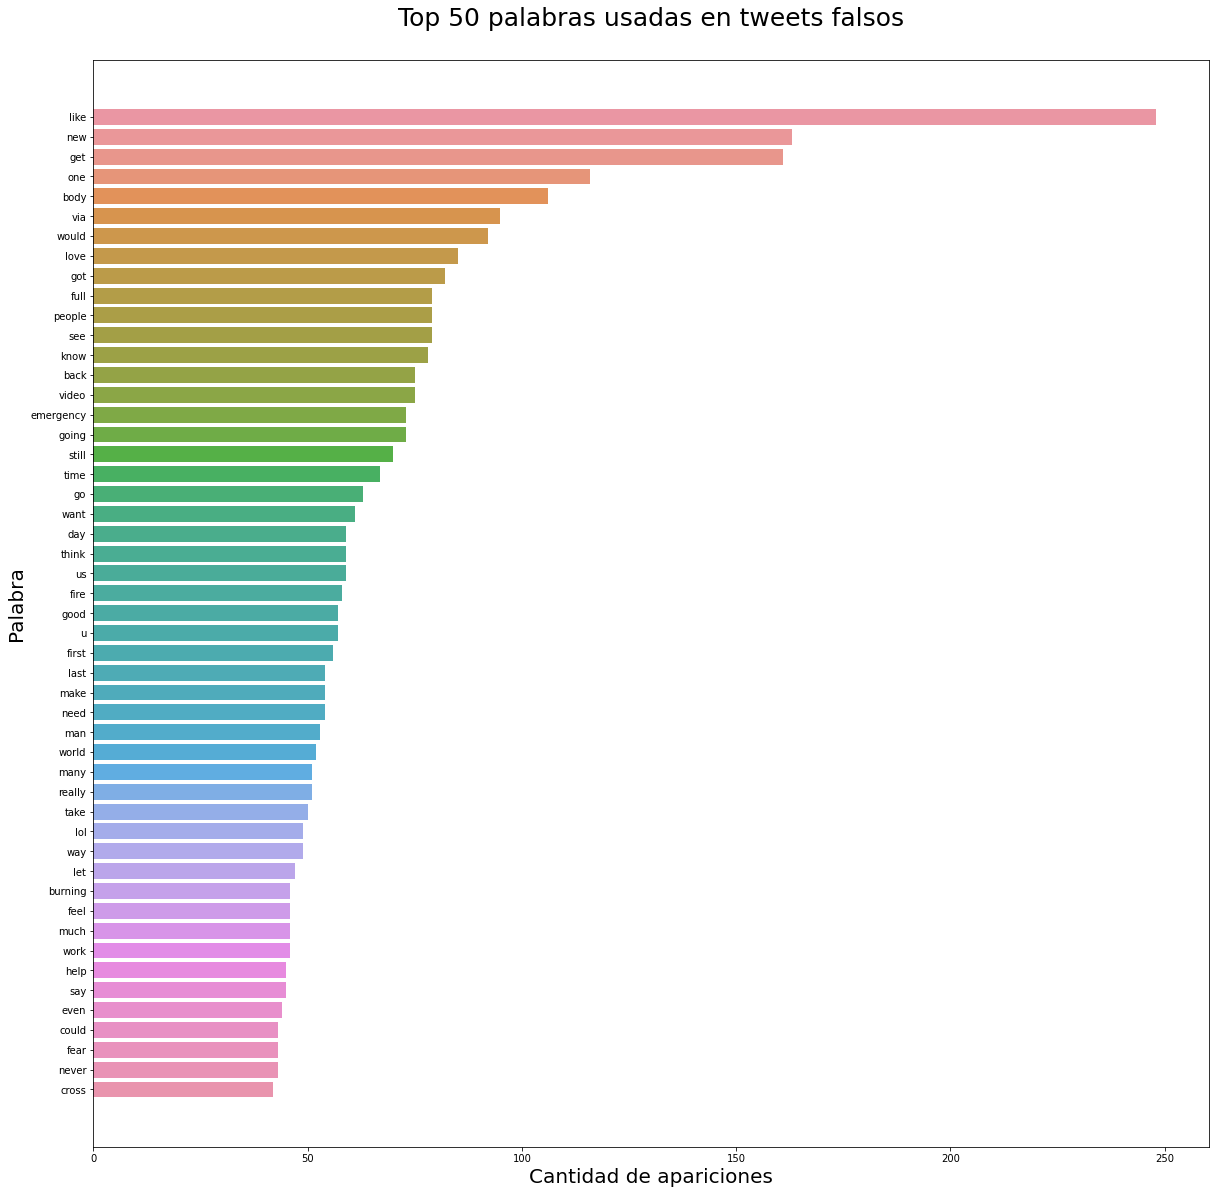 Top 50 palabras usadas en tweets falsos
Palabra
like
new
get
one
body
via
would
love
got
full
people
see
know
back
video
emergency
going
still
time
go
want
day
think
us
fire
good
u
first
last
make
need
man
world
many
really
take
lol
way
let
burning
feel
much
work
help
say
even
could
fear
never
cross
0 50 100 150 200 250
Cantidad de apariciones